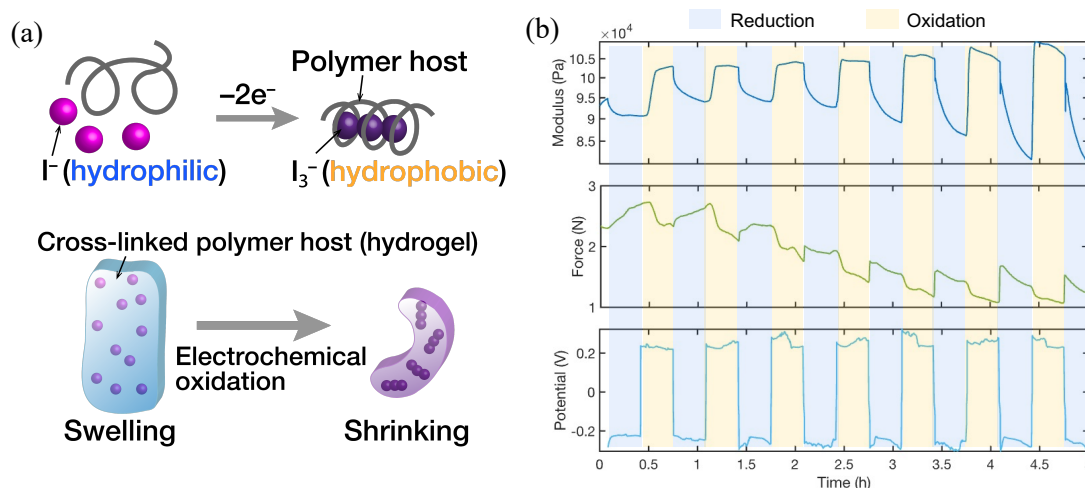 (a)
Polymer host
–2e⁻
I⁻ (hydrophilic)
I₃⁻ (hydrophobic)
Cross-linked polymer host (hydrogel)
Electrochemical
oxidation
Swelling
Shrinking
(b)
Reduction
Oxidation
×10⁴
Modulus (Pa)
10.5
9.5
9
8.5
Force (N)
3
2
1
Potential (V)
0.2
0
-0.2
0
0.5
1
1.5
2
2.5
3
3.5
4
4.5
Time (h)